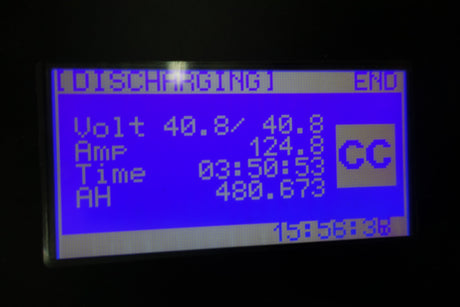 [DISCHARGING] END
Volt 40.8/ 40.8
Amp 124.8
Time 03:50:53
AH 480.673
CC
15:56:38